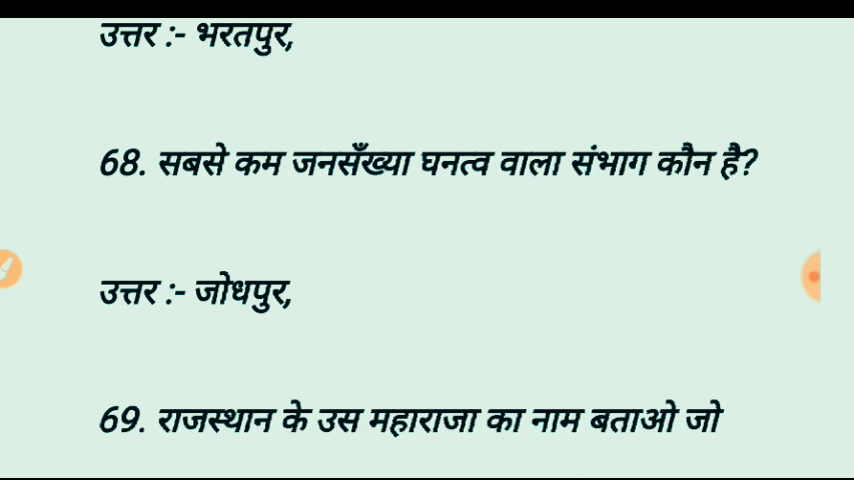 उत्तर :- भरतपुर,
68. सबसे कम जनसँख्या घनत्व वाला संभाग कौन है?
उत्तर :- जोधपुर,
69. राजस्थान के उस महाराजा का नाम बताओ जो